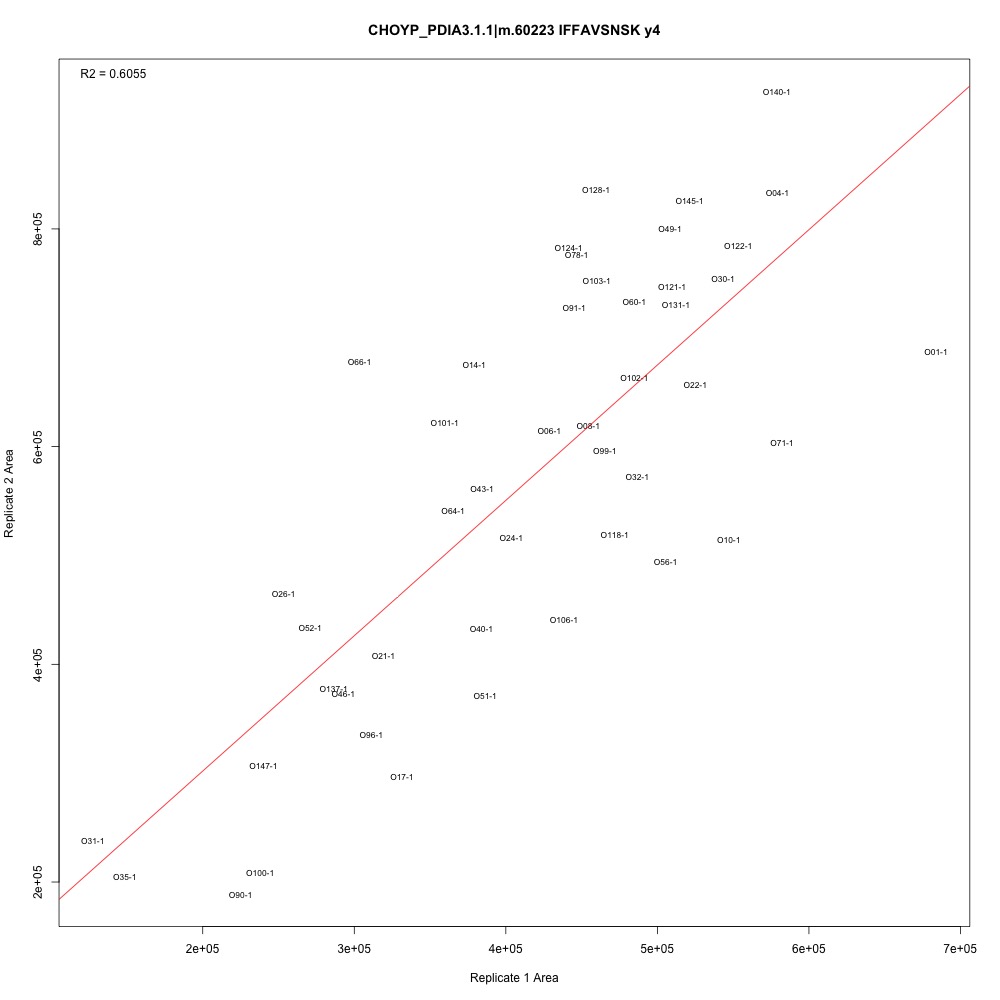 CHOYP_PDIA3.1.1|m.60223 IFFAVSNSK y4
R2 = 0.6055
O140-1
O128-1
O04-1
O145-1
O49-1
O124-1
O122-1
O78-1
O103-1
O30-1
O121-1
O60-1
O131-1
O91-1
O01-1
O66-1
O14-1
O102-1
O22-1
O101-1
O08-1
O06-1
O71-1
O99-1
O32-1
O43-1
O64-1
O24-1
O118-1
O10-1
O56-1
O26-1
O106-1
O52-1
O40-1
O21-1
O137-1
O46-1
O51-1
O96-1
O147-1
O17-1
O31-1
O35-1
O100-1
O90-1
8e+05
6e+05
4e+05
2e+05
Replicate 2 Area
2e+05 3e+05 4e+05 5e+05 6e+05 7e+05
Replicate 1 Area